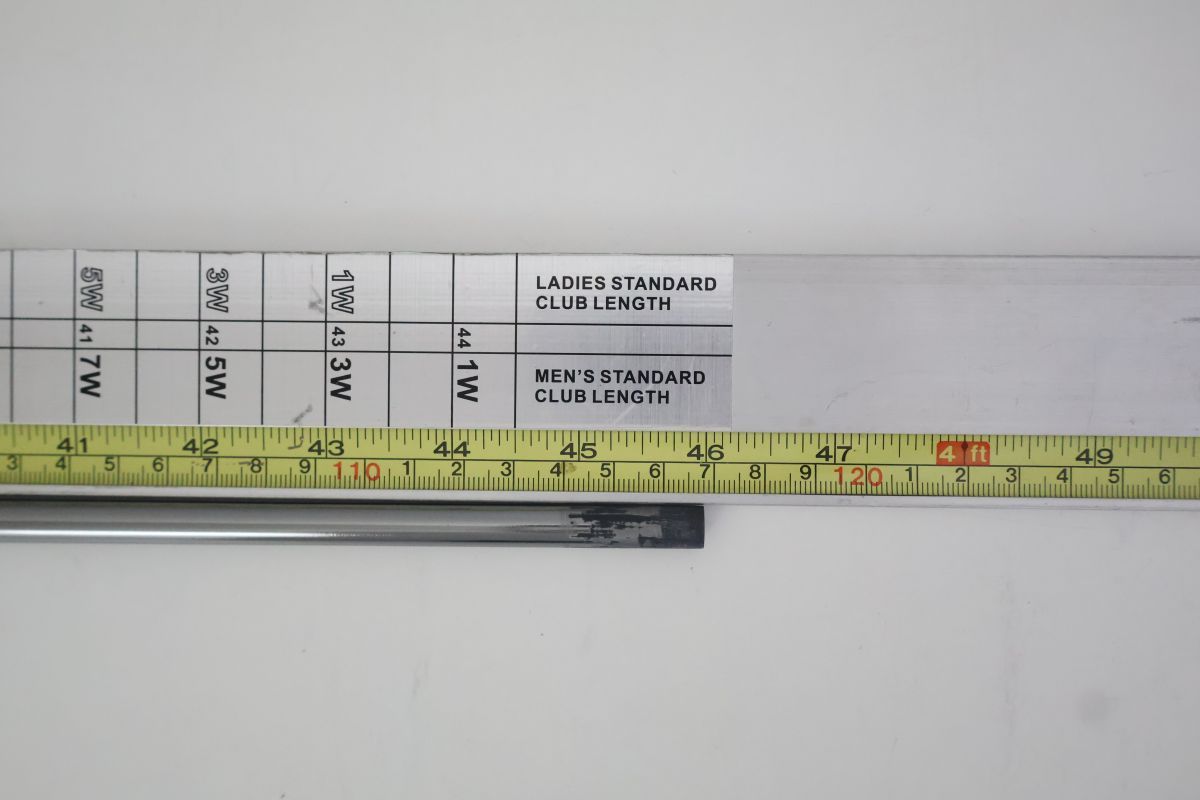 5W 3W 1W
LADIES STANDARD
CLUB LENGTH
41 42 43 44
7W 5W 3W 1W
MEN'S STANDARD
CLUB LENGTH
41 42 43 44 45 46 47 4 ft 49
3 4 5 6 7 8 9 110 1 2 3 4 5 6 7 8 9 120 1 2 3 4 5 6